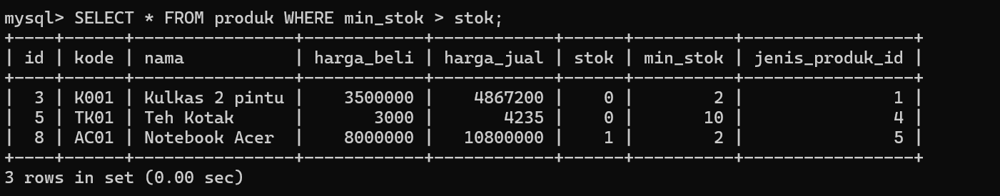 mysql> SELECT * FROM produk WHERE min_stok > stok;
+----+------+----------------+------------+------------+------+----------+-----------------+
| id | kode | nama           | harga_beli | harga_jual | stok | min_stok | jenis_produk_id |
+----+------+----------------+------------+------------+------+----------+-----------------+
|  3 | K001 | Kulkas 2 pintu |    3500000 |    4867200 |    0 |        2 |               1 |
|  5 | TK01 | Teh Kotak      |       3000 |       4235 |    0 |       10 |               4 |
|  8 | AC01 | Notebook Acer  |    8000000 |   10800000 |    1 |        2 |               5 |
+----+------+----------------+------------+------------+------+----------+-----------------+
3 rows in set (0.00 sec)